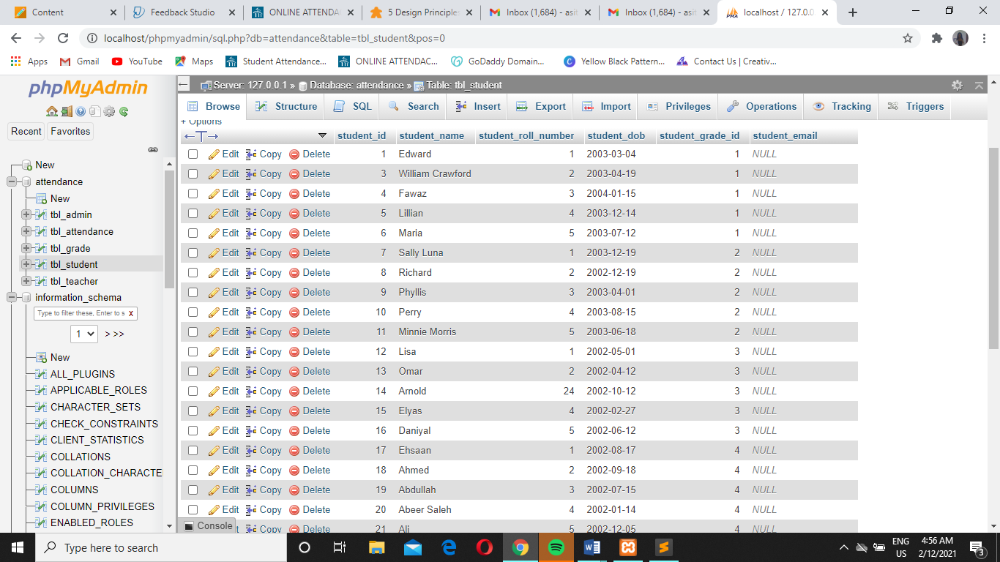 Content
Feedback Studio
ONLINE ATTENDA
5 Design Principles
Inbox (1,684) - asit
Inbox (1,684) - asit
localhost / 127.0.0
localhost/phpmyadmin/sql.php?db=attendance&table=tbl_student&pos=0
Apps Gmail YouTube Maps Student Attendance... ONLINE ATTENDAC... GoDaddy Domain... Yellow Black Pattern... Contact Us | Creativ...
phpMyAdmin
Recent Favorites
New
attendance
New
tbl_admin
tbl_attendance
tbl_grade
tbl_student
tbl_teacher
information_schema
Type to filter these, Enter to s X
1 > >>
New
ALL_PLUGINS
APPLICABLE_ROLES
CHARACTER_SETS
CHECK_CONSTRAINTS
CLIENT_STATISTICS
COLLATIONS
COLLATION_CHARACTE
COLUMNS
COLUMN_PRIVILEGES
ENABLED_ROLES
Server: 127.0.0.1 » Database: attendance » Table: tbl_student
Browse Structure SQL Search Insert Export Import Privileges Operations Tracking Triggers
+ Options
student_id student_name student_roll_number student_dob student_grade_id student_email
Edit Copy Delete 1 Edward 1 2003-03-04 1 NULL
Edit Copy Delete 3 William Crawford 2 2003-04-19 1 NULL
Edit Copy Delete 4 Fawaz 3 2004-01-15 1 NULL
Edit Copy Delete 5 Lillian 4 2003-12-14 1 NULL
Edit Copy Delete 6 Maria 5 2003-07-12 1 NULL
Edit Copy Delete 7 Sally Luna 1 2003-12-19 2 NULL
Edit Copy Delete 8 Richard 2 2002-12-19 2 NULL
Edit Copy Delete 9 Phyllis 3 2003-04-01 2 NULL
Edit Copy Delete 10 Perry 4 2003-08-15 2 NULL
Edit Copy Delete 11 Minnie Morris 5 2003-06-18 2 NULL
Edit Copy Delete 12 Lisa 1 2002-05-01 3 NULL
Edit Copy Delete 13 Omar 2 2002-04-12 3 NULL
Edit Copy Delete 14 Arnold 24 2002-10-12 3 NULL
Edit Copy Delete 15 Elyas 4 2002-02-27 3 NULL
Edit Copy Delete 16 Daniyal 5 2002-06-12 3 NULL
Edit Copy Delete 17 Ehsaan 1 2002-08-17 4 NULL
Edit Copy Delete 18 Ahmed 2 2002-09-18 4 NULL
Edit Copy Delete 19 Abdullah 3 2002-07-15 4 NULL
Edit Copy Delete 20 Abeer Saleh 4 2002-01-14 4 NULL
Copy Delete 21 Ali 5 2002-12-05 4 NULL
Console
Type here to search
ENG
US
4:56 AM
2/12/2021
3